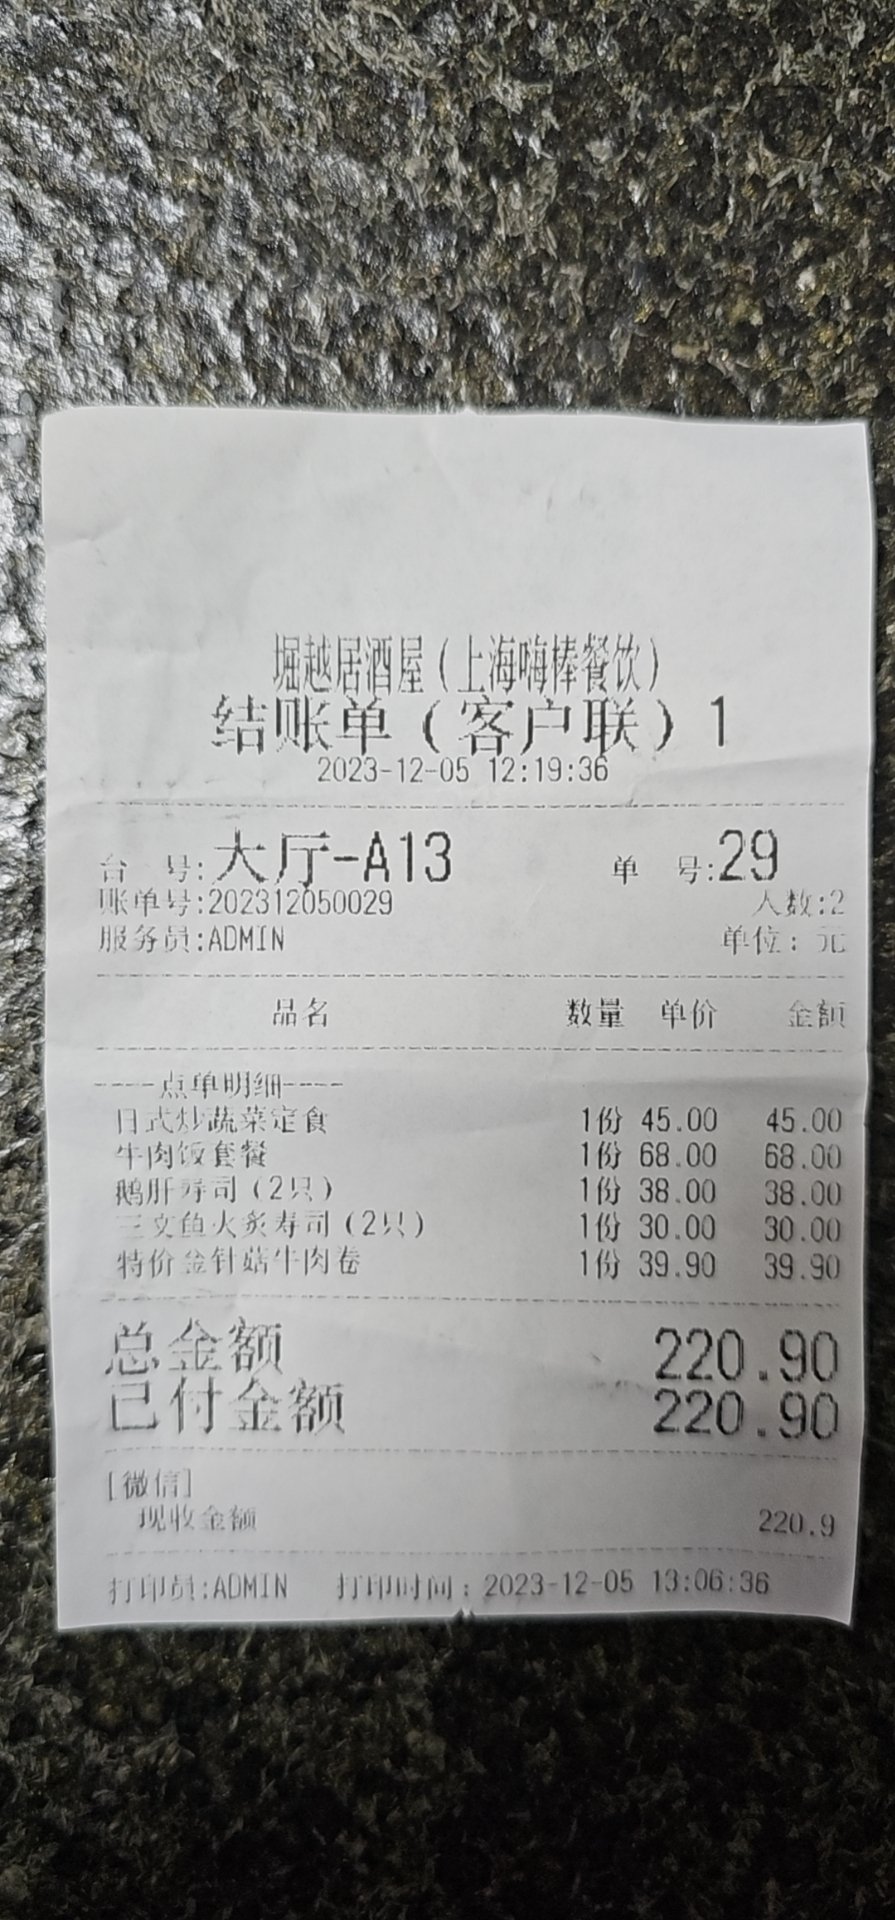 堀越居酒屋(上海嗨棒餐饮)
结账单(客户联)1
2023-12-05 12:19:36
台 号:大厅-A13 单 号:29
账单号:202312050029 人数:2
服务员:ADMIN 单位: 元
品名 数量 单价 金额
----点单明细----
日式炒蔬菜定食 1份 45.00 45.00
牛肉饭套餐 1份 68.00 68.00
鹅肝寿司(2只) 1份 38.00 38.00
三文鱼火炙寿司(2只) 1份 30.00 30.00
特价金针菇牛肉卷 1份 39.90 39.90
总金额 220.90
已付金额 220.90
[微信]
现收金额 220.9
打印员:ADMIN 打印时间: 2023-12-05 13:06:36